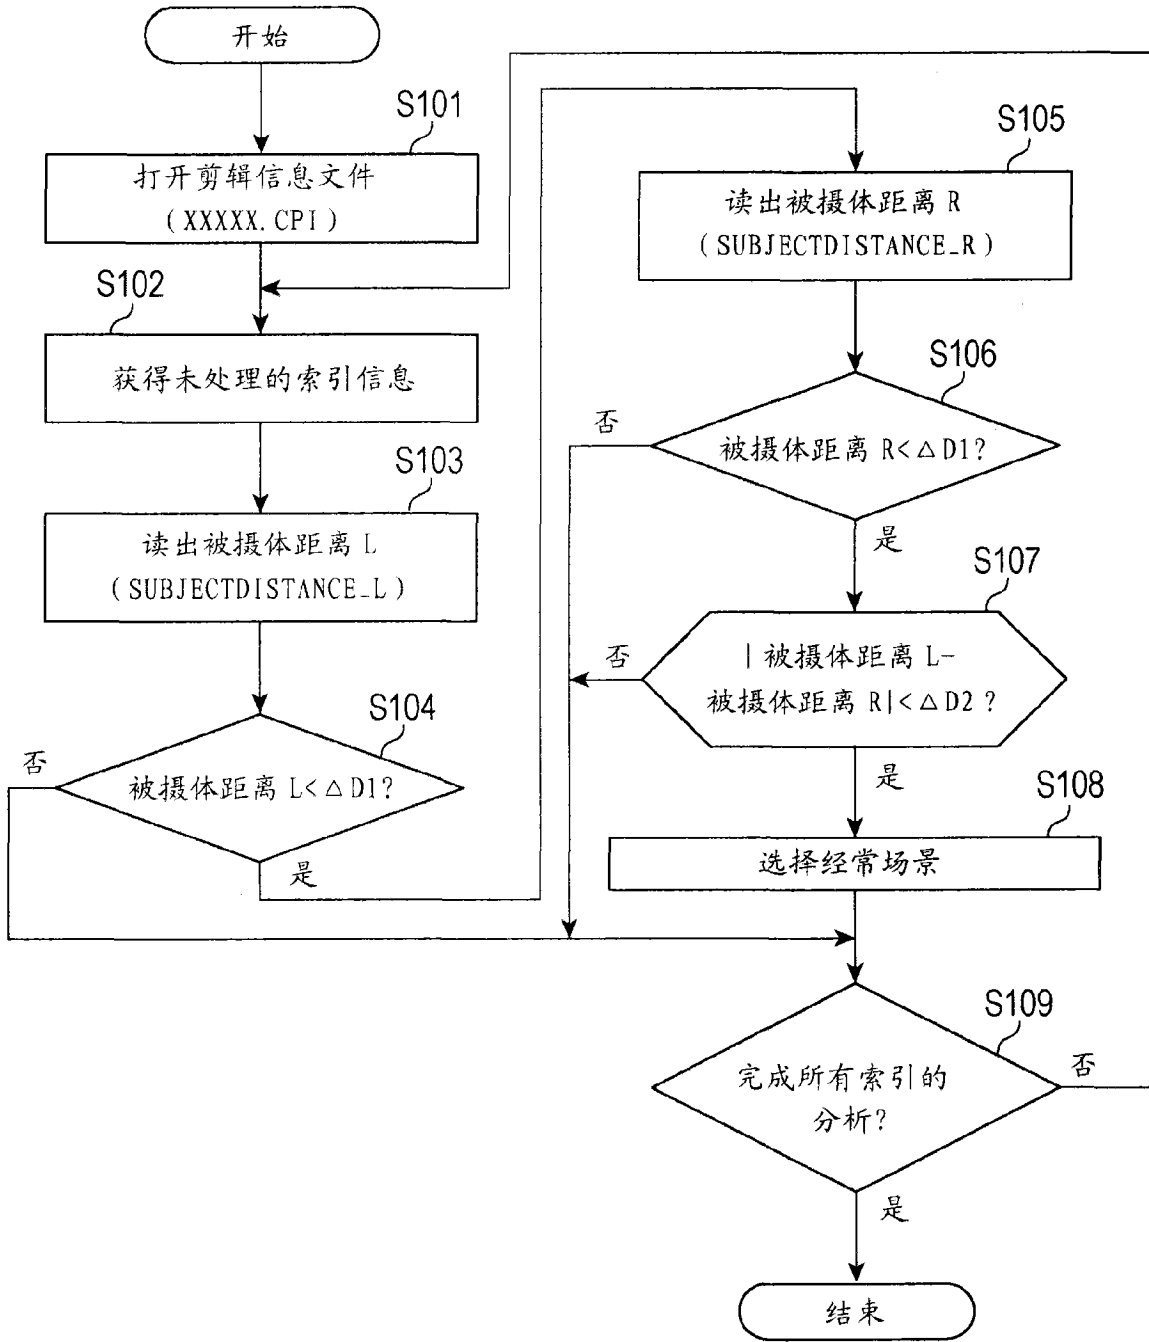 开始
S101
打开剪辑信息文件
(XXXXX.CPI)
S102
获得未处理的索引信息
S103
读出被摄体距离 L
(SUBJECTDISTANCE_L)
S104
否
被摄体距离 L<△D1?
是
S105
读出被摄体距离 R
(SUBJECTDISTANCE_R)
S106
否
被摄体距离 R<△D1?
是
S107
否
|被摄体距离 L-
被摄体距离 R|<△D2?
是
S108
选择经常场景
S109
完成所有索引的
分析?
否
是
结束